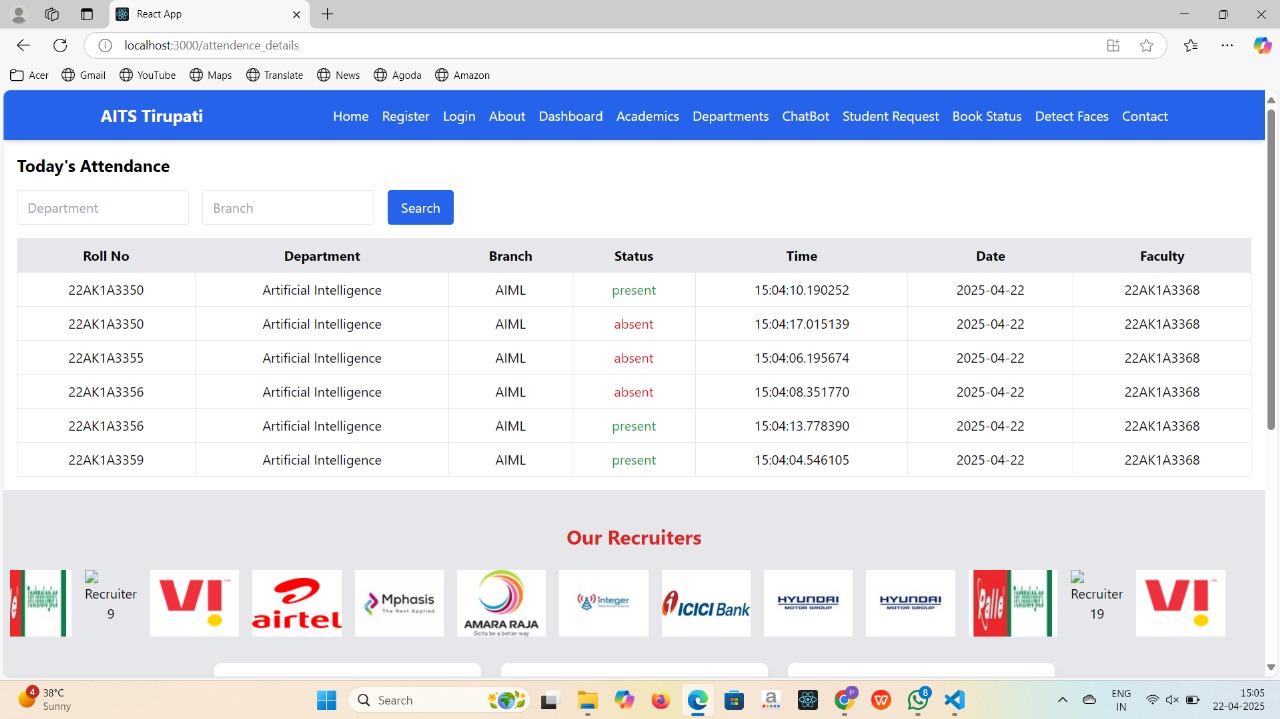 React App
localhost:3000/attendence_details
Acer Gmail YouTube Maps Translate News Agoda Amazon
AITS Tirupati Home Register Login About Dashboard Academics Departments ChatBot Student Request Book Status Detect Faces Contact
Today's Attendance
Department Branch Search
Roll No Department Branch Status Time Date Faculty
22AK1A3350 Artificial Intelligence AIML present 15:04:10.190252 2025-04-22 22AK1A3368
22AK1A3350 Artificial Intelligence AIML absent 15:04:17.015139 2025-04-22 22AK1A3368
22AK1A3355 Artificial Intelligence AIML absent 15:04:06.195674 2025-04-22 22AK1A3368
22AK1A3356 Artificial Intelligence AIML absent 15:04:08.351770 2025-04-22 22AK1A3368
22AK1A3356 Artificial Intelligence AIML present 15:04:13.778390 2025-04-22 22AK1A3368
22AK1A3359 Artificial Intelligence AIML present 15:04:04.546105 2025-04-22 22AK1A3368
Our Recruiters
e Technologies Recruiter 9 VI airtel Mphasis The Next Applied AMARA RAJA Gotta be a better way Integer ICICI Bank HYUNDAI MOTOR GROUP HYUNDAI MOTOR GROUP Ralle Technologies Recruiter 19 VI
4 38°C Sunny Search P 8 ENG IN 15:05 22-04-2025